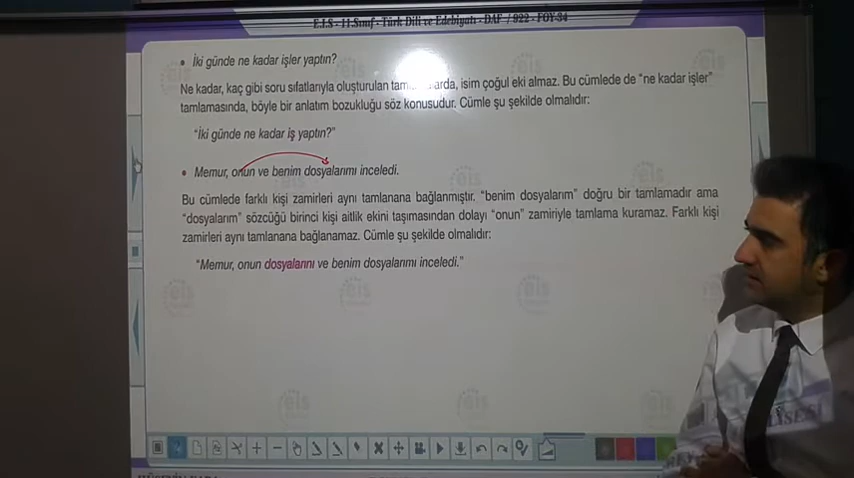 E.I.S - 11.Sınıf - Türk Dili ve Edebiyatı - DAF / 922 - FÖY-34
• İki günde ne kadar işler yaptın?
Ne kadar, kaç gibi soru sıfatlarıyla oluşturulan isim çoğul eki almaz. Bu cümlede de “ne kadar işler”
tamlamasında, böyle bir anlatım bozukluğu söz konusudur. Cümle şu şekilde olmalıdır:
“İki günde ne kadar iş yaptın?”
• Memur, onun ve benim dosyalarımı inceledi.
Bu cümlede farklı kişi zamirleri aynı tamlanana bağlanmıştır. “benim dosyalarım” doğru bir tamlamadır ama
“dosyalarım” sözcüğü birinci kişi aitlik ekini taşımasından dolayı “onun” zamiriyle tamlama kuramaz. Farklı kişi
zamirleri aynı tamlanana bağlanamaz. Cümle şu şekilde olmalıdır:
“Memur, onun dosyalarını ve benim dosyalarımı inceledi.”
eis